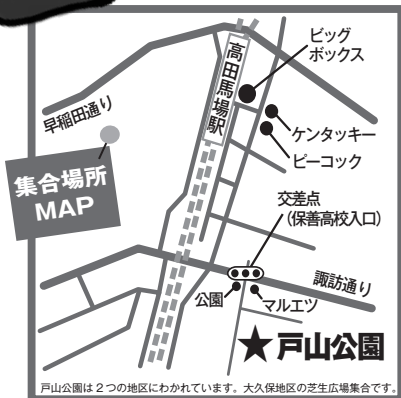 高田馬場駅
ビッグ
ボックス
早稲田通り
ケンタッキー
ピーコック
集合場所
MAP
交差点
(保善高校入口)
諏訪通り
公園
マルエツ
★戸山公園
戸山公園は2つの地区にわかれています。大久保地区の芝生広場集合です。